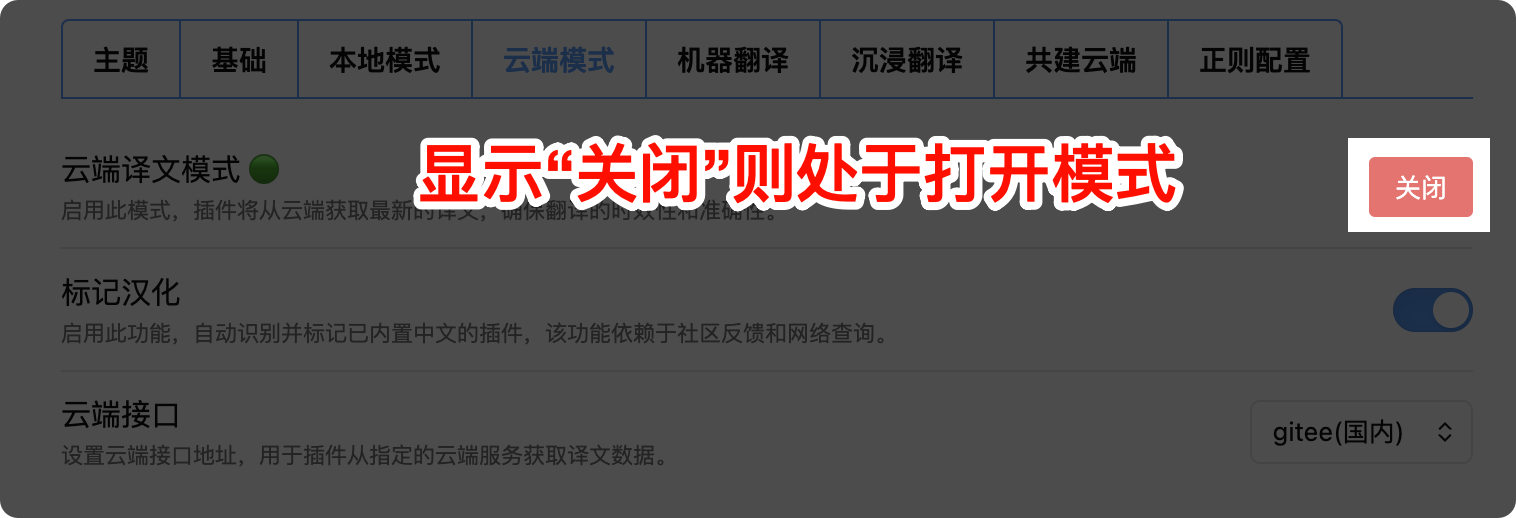 主题 基础 本地模式 云端模式 机器翻译 沉浸翻译 共建云端 正则配置
显示“关闭”则处于打开模式
云端译文模式
关闭
启用此模式，插件将从云端获取最新的译文，确保翻译的时效性和准确性。
标记汉化
启用此功能，自动识别并标记已内置中文的插件，该功能依赖于社区反馈和网络查询。
云端接口
gitee(国内)
设置云端接口地址，用于插件从指定的云端服务获取译文数据。